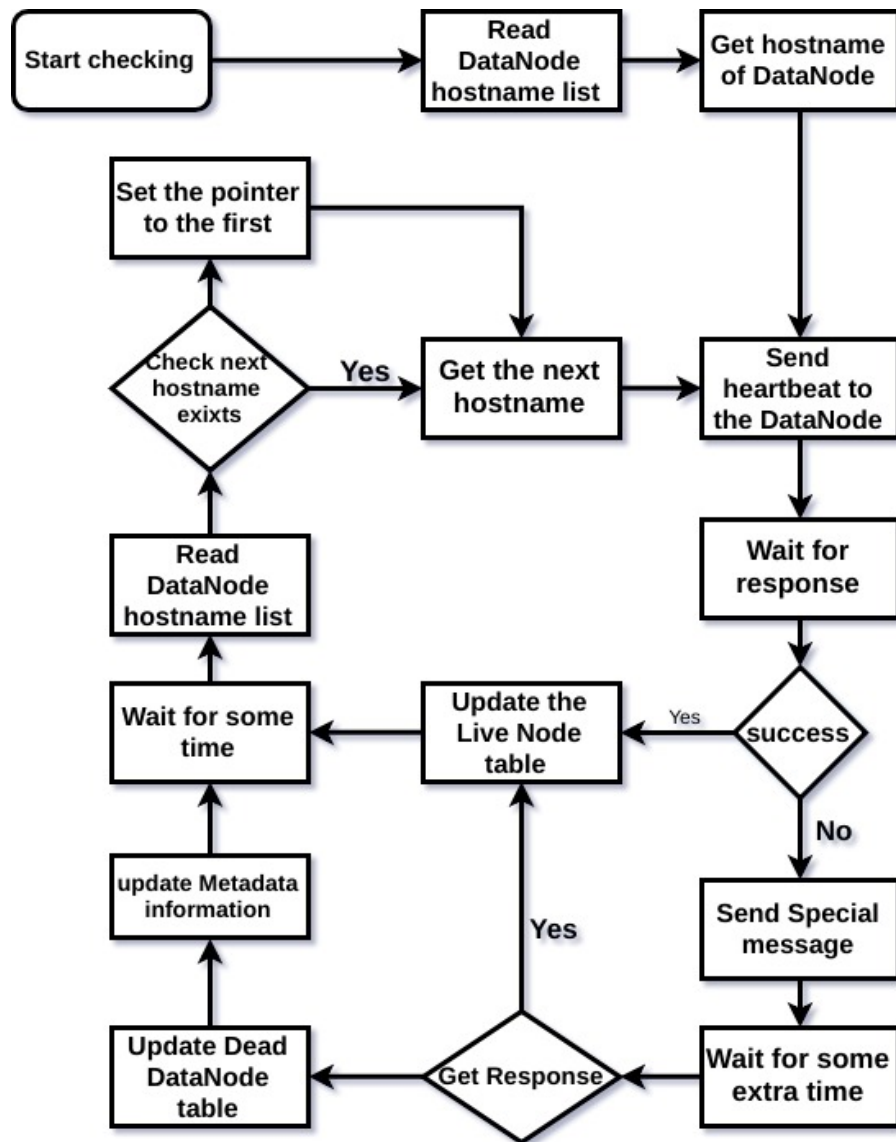 Start checking
Read
DataNode
hostname list
Get hostname
of DataNode
Set the pointer
to the first
Check next
hostname
exixts
Yes
Get the next
hostname
Send
heartbeat to
the DataNode
Read
DataNode
hostname list
Wait for
response
Wait for some
time
Update the
Live Node
table
Yes
success
No
update Metadata
information
Send Special
message
Yes
Update Dead
DataNode
table
Get Response
Wait for some
extra time